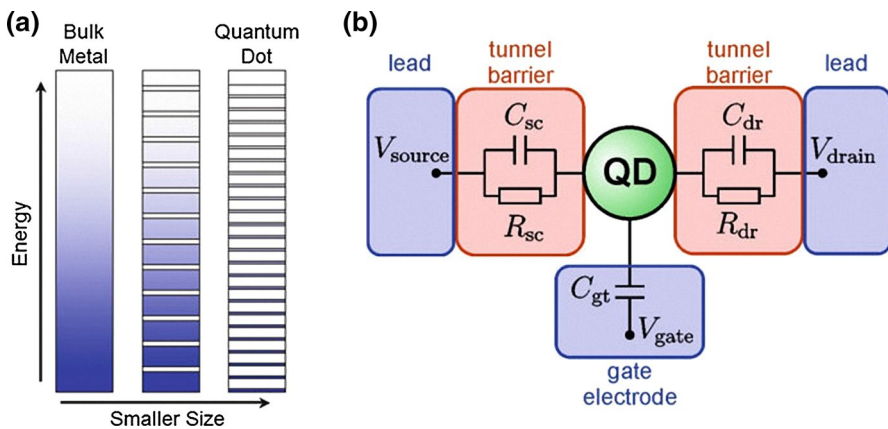 (a)
Bulk
Metal
Quantum
Dot
Energy
Smaller Size
(b)
lead
tunnel
barrier
tunnel
barrier
lead
V_source
C_sc
R_sc
QD
C_dr
R_dr
V_drain
C_gt
V_gate
gate
electrode